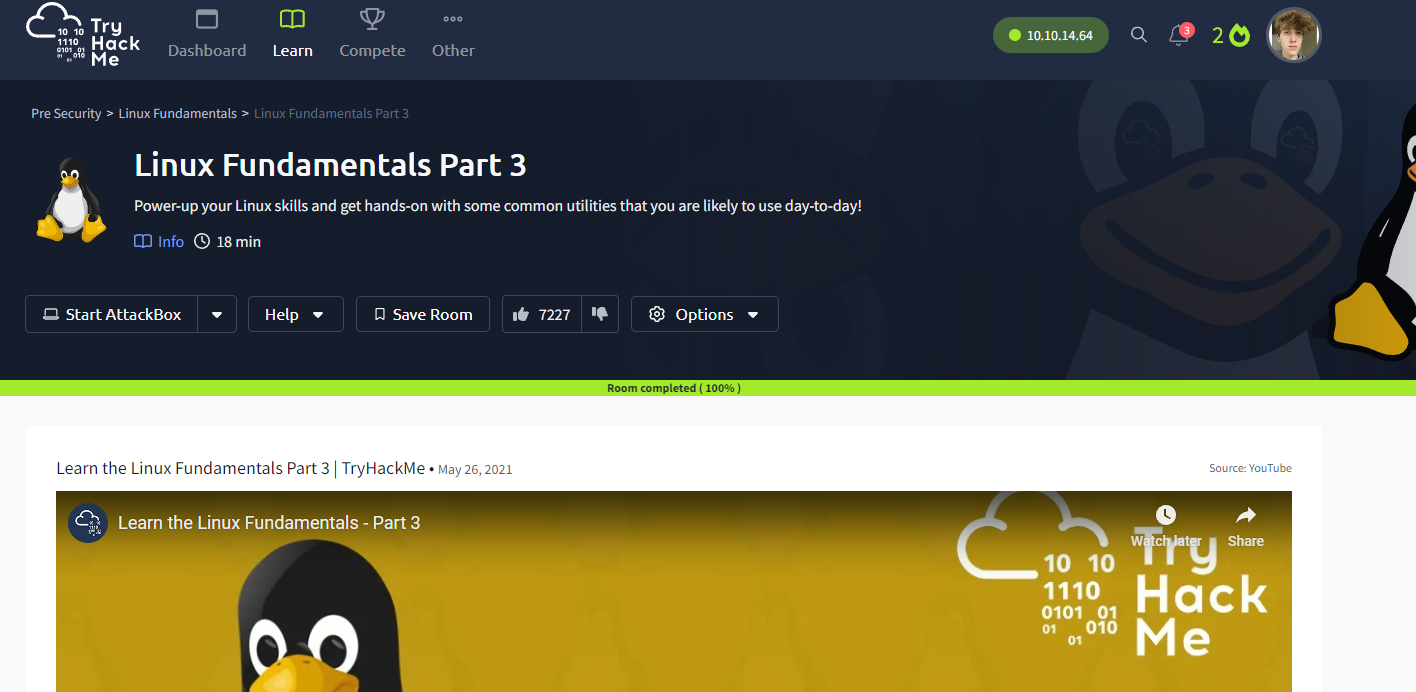 Try
Hack
Me
10 10
1110
0101 01
01 010
01
Dashboard
Learn
Compete
Other
10.10.14.64
3
2
Pre Security > Linux Fundamentals > Linux Fundamentals Part 3
Linux Fundamentals Part 3
Power-up your Linux skills and get hands-on with some common utilities that you are likely to use day-to-day!
Info 18 min
Start AttackBox
Help
Save Room
7227
Options
Room completed ( 100% )
Learn the Linux Fundamentals Part 3 | TryHackMe • May 26, 2021
Source: YouTube
Learn the Linux Fundamentals - Part 3
Watch later
Share
Try
Hack
Me
10 10
1110
0101 01
01 010
01